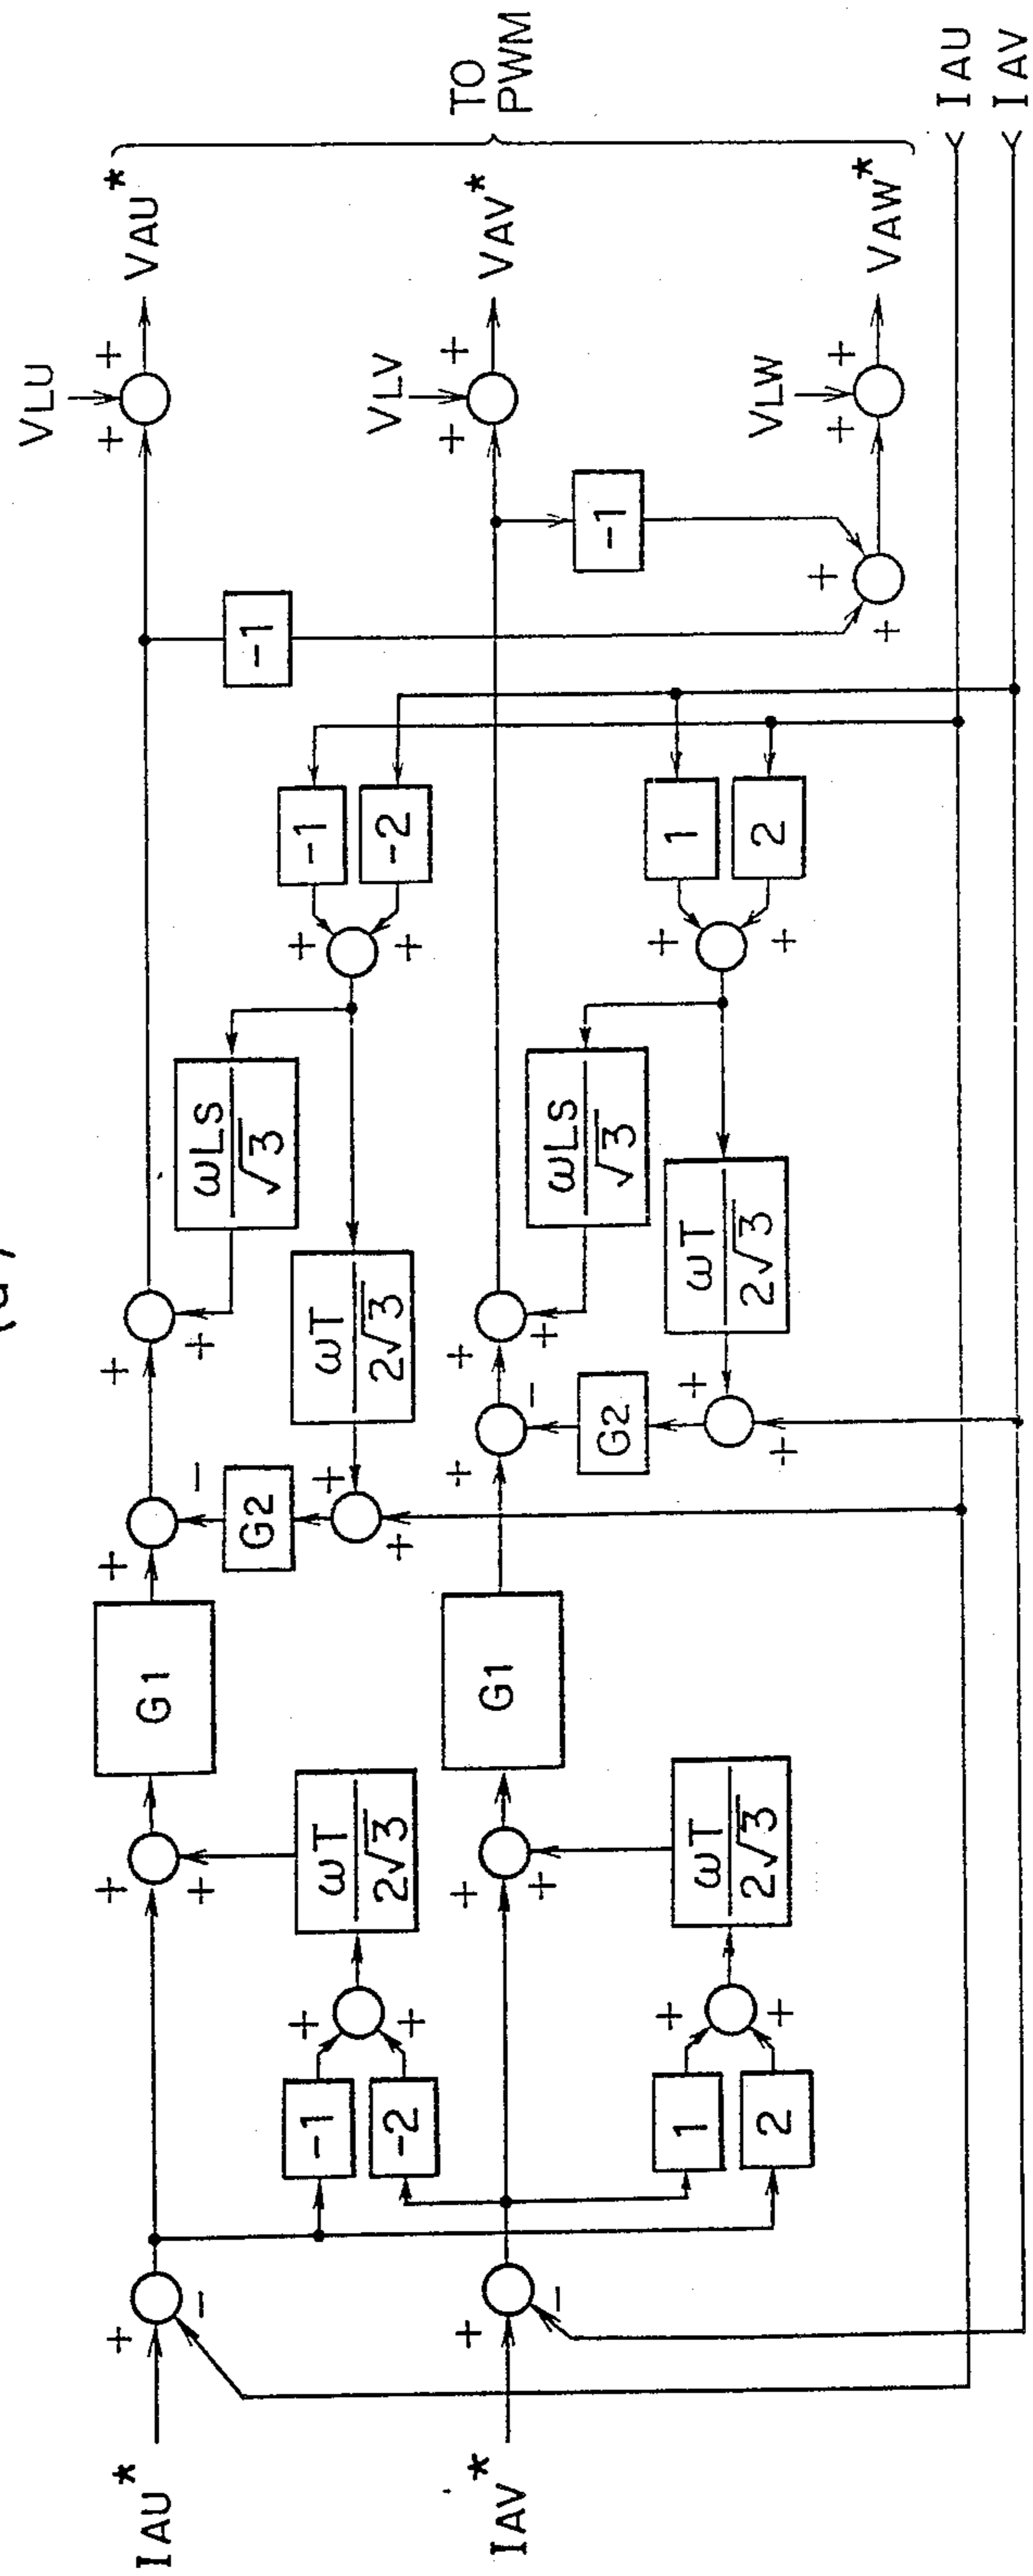 (a)
IAU*
+
-
-1
-2
+
+
ωT
2√3
+
+
G1
+
-
G2
+
+
ωT
2√3
+
+
ωLS
√3
+
+
-1
-2
-1
VLU
+
+
VAU*
IAV*
+
-
1
2
+
+
ωT
2√3
+
+
G1
+
-
G2
+
+
ωT
2√3
+
+
ωLS
√3
+
+
1
2
-1
VLV
+
+
VAV*
+
+
VLW
+
+
VAW*
TO
PWM
IAU
IAV